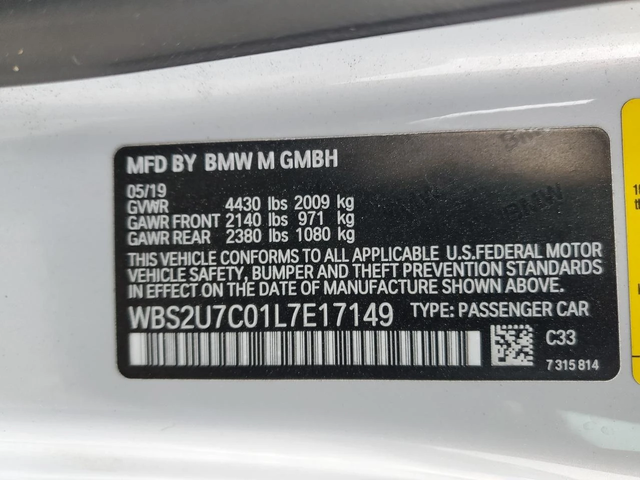 MFD BY BMW M GMBH
05/19
GVWR 4430 lbs 2009 kg
GAWR FRONT 2140 lbs 971 kg
GAWR REAR 2380 lbs 1080 kg
THIS VEHICLE CONFORMS TO ALL APPLICABLE U.S.FEDERAL MOTOR
VEHICLE SAFETY, BUMPER AND THEFT PREVENTION STANDARDS
IN EFFECT ON THE DATE OF MANUFACTURE SHOWN ABOVE.
WBS2U7C01L7E17149 TYPE: PASSENGER CAR
C33
7 315 814
BMW